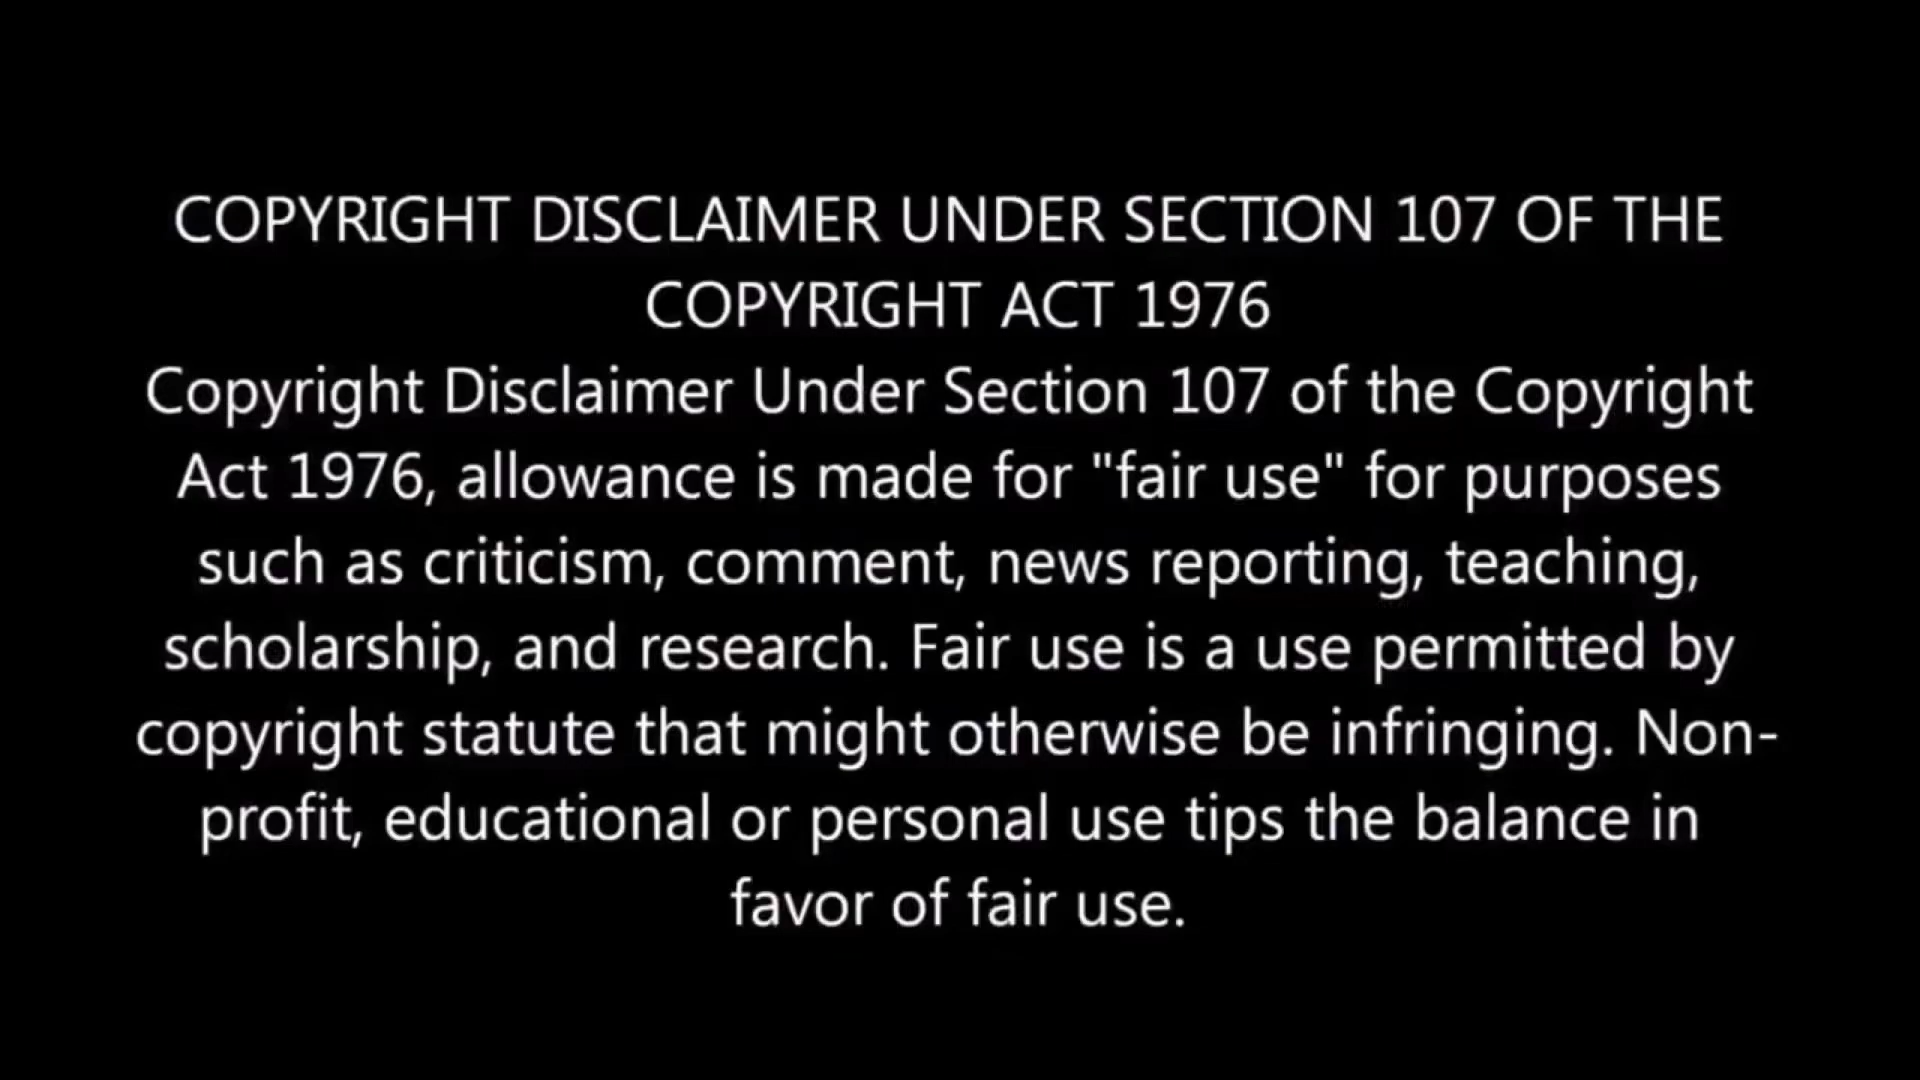 COPYRIGHT DISCLAIMER UNDER SECTION 107 OF THE
COPYRIGHT ACT 1976
Copyright Disclaimer Under Section 107 of the Copyright
Act 1976, allowance is made for "fair use" for purposes
such as criticism, comment, news reporting, teaching,
scholarship, and research. Fair use is a use permitted by
copyright statute that might otherwise be infringing. Non-
profit, educational or personal use tips the balance in
favor of fair use.